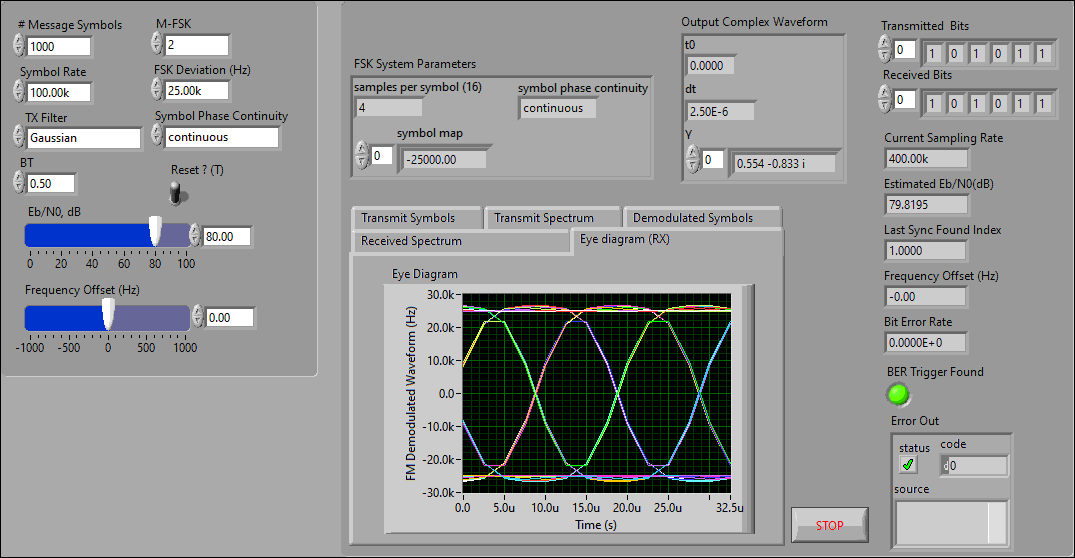 # Message Symbols
1000
M-FSK
2
Symbol Rate
100.00k
FSK Deviation (Hz)
25.00k
TX Filter
Gaussian
Symbol Phase Continuity
continuous
BT
0.50
Reset ? (T)
Eb/N0, dB
80.00
0 20 40 60 80 100
Frequency Offset (Hz)
0.00
-1000 -500 0 500 1000
FSK System Parameters
samples per symbol (16)
4
symbol phase continuity
continuous
symbol map
0
-25000.00
Output Complex Waveform
t0
0.0000
dt
2.50E-6
Y
0
0.554 -0.833 i
Transmit Symbols
Transmit Spectrum
Demodulated Symbols
Received Spectrum
Eye diagram (RX)
Eye Diagram
FM Demodulated Waveform (Hz)
30.0k
20.0k
10.0k
0.0
-10.0k
-20.0k
-30.0k
0.0 5.0u 10.0u 15.0u 20.0u 25.0u 32.5u
Time (s)
STOP
Transmitted Bits
0 1 0 1 0 1 1
Received Bits
0 1 0 1 0 1 1
Current Sampling Rate
400.00k
Estimated Eb/N0(dB)
79.8195
Last Sync Found Index
1.0000
Frequency Offset (Hz)
-0.00
Bit Error Rate
0.0000E+0
BER Trigger Found
Error Out
status
code
d0
source